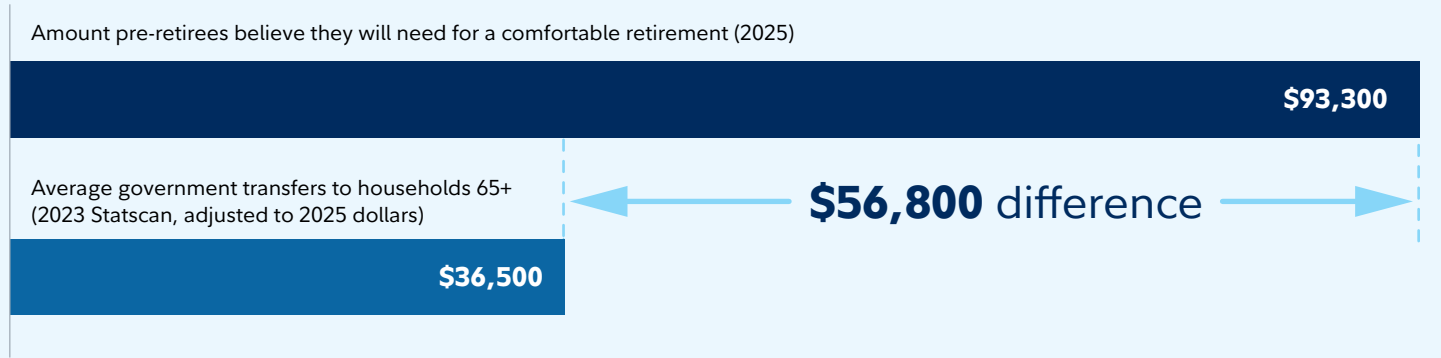 Amount pre-retirees believe they will need for a comfortable retirement (2025)
$93,300
Average government transfers to households 65+
(2023 Statscan, adjusted to 2025 dollars)
$56,800 difference
$36,500